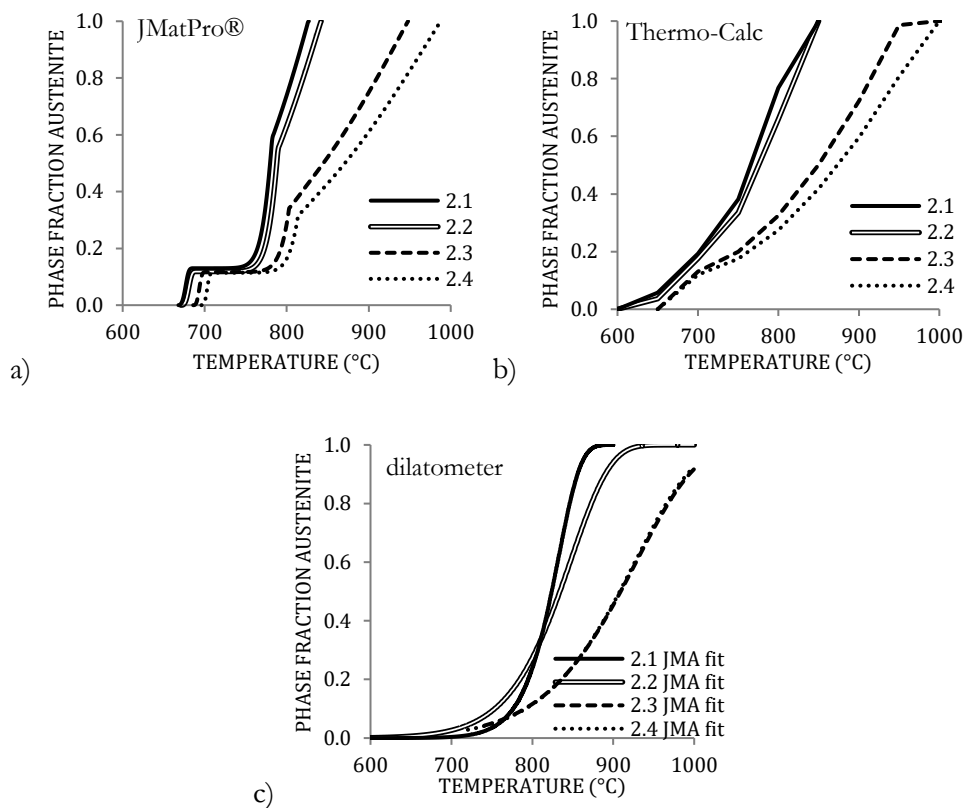 JMatPro®
PHASE FRACTION AUSTENITE
1.0
0.8
0.6
0.4
0.2
0.0
2.1
2.2
2.3
2.4
600 700 800 900 1000
TEMPERATURE (°C)
a)
Thermo-Calc
PHASE FRACTION AUSTENITE
1.0
0.8
0.6
0.4
0.2
0.0
2.1
2.2
2.3
2.4
600 700 800 900 1000
TEMPERATURE (°C)
b)
dilatometer
PHASE FRACTION AUSTENITE
1.0
0.8
0.6
0.4
0.2
0.0
2.1 JMA fit
2.2 JMA fit
2.3 JMA fit
2.4 JMA fit
600 700 800 900 1000
TEMPERATURE (°C)
c)